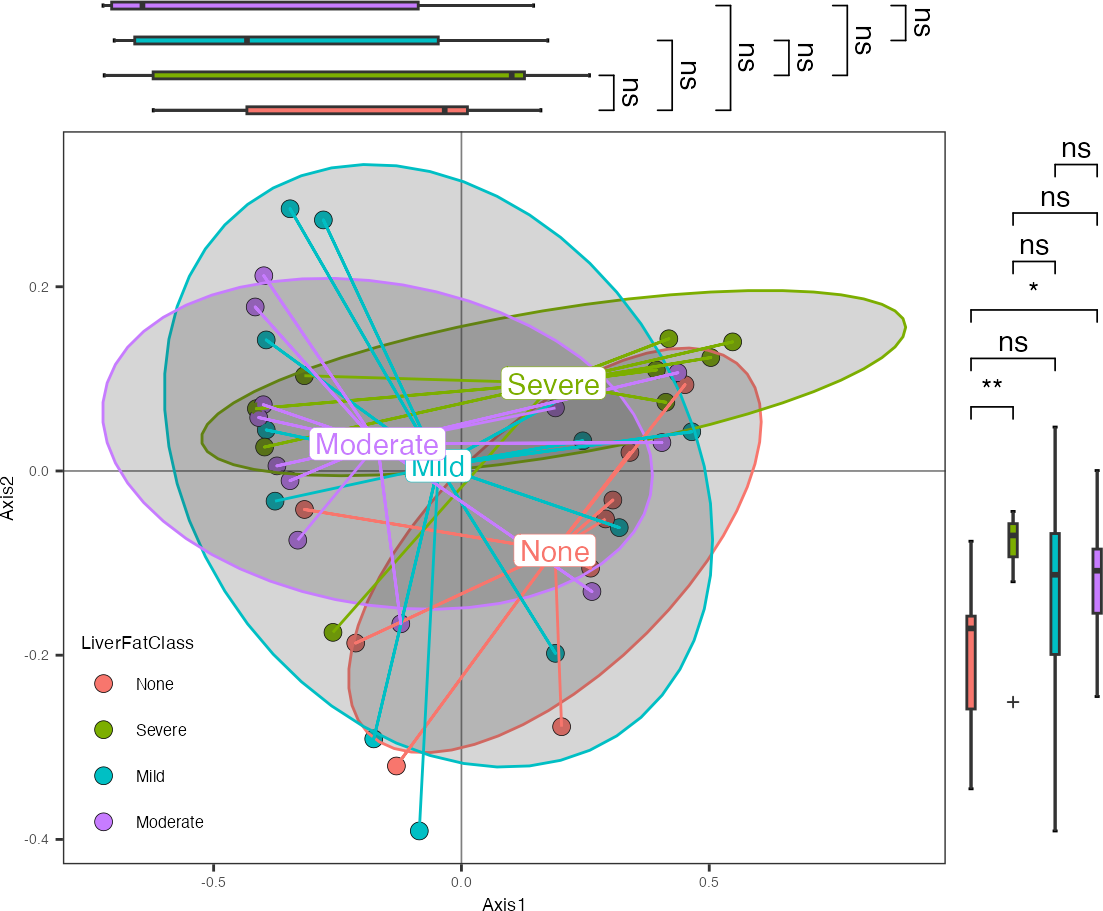 ns
ns
ns
ns
ns
ns
ns
ns
ns
*
ns
**
0.2
0.0
-0.2
-0.4
Axis2
Severe
Moderate
Mild
None
LiverFatClass
None
Severe
Mild
Moderate
-0.5
0.0
0.5
Axis1